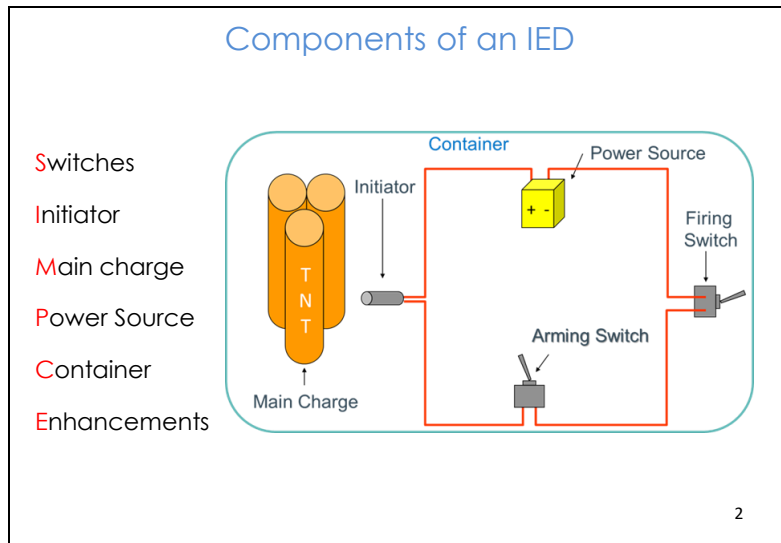 Components of an IED
Switches
Initiator
Main charge
Power Source
Container
Enhancements
Container
Power Source
Initiator
Firing
Switch
+ -
T
N
T
Arming Switch
Main Charge
2